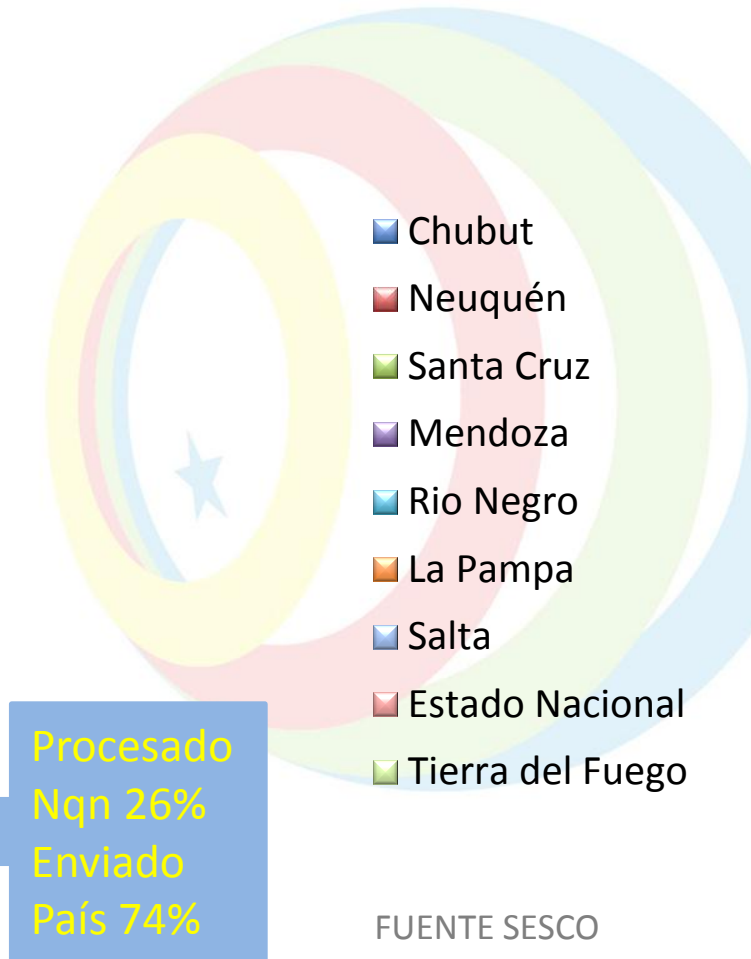 Chubut
Neuquén
Santa Cruz
Mendoza
Rio Negro
La Pampa
Salta
Estado Nacional
Tierra del Fuego
Procesado
Nqn 26%
Enviado
País 74%
FUENTE SESCO